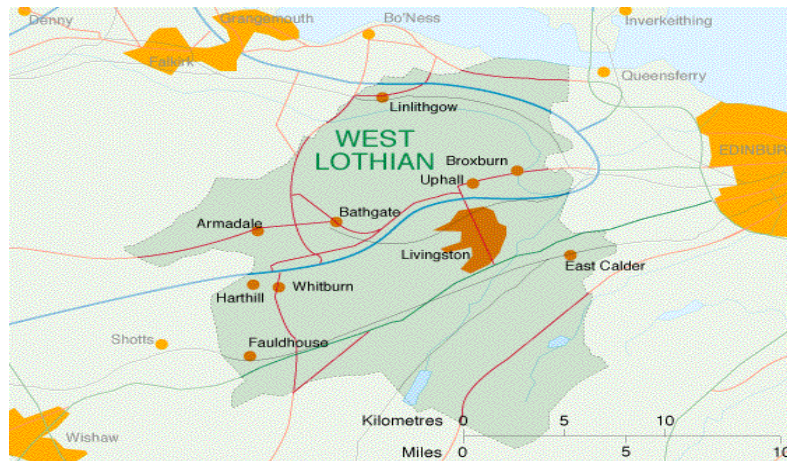 Denny
Grangemouth
Bo'Ness
Inverkeithing
Falkirk
Queensferry
Linlithgow
WEST
LOTHIAN
EDINBUR
Broxburn
Uphall
Bathgate
Armadale
Livingston
East Calder
Harthill
Whitburn
Shotts
Fauldhouse
Kilometres 0 5 10
Wishaw
Miles 0 5 10